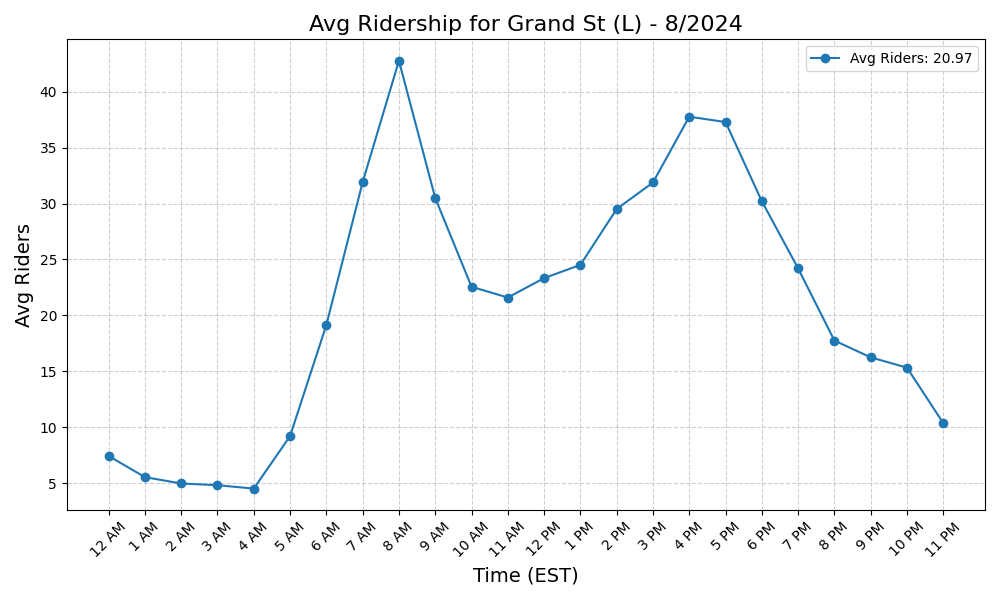 Avg Ridership for Grand St (L) - 8/2024
Avg Riders: 20.97
Avg Riders
40
35
30
25
20
15
10
5
12 AM
1 AM
2 AM
3 AM
4 AM
5 AM
6 AM
7 AM
8 AM
9 AM
10 AM
11 AM
12 PM
1 PM
2 PM
3 PM
4 PM
5 PM
6 PM
7 PM
8 PM
9 PM
10 PM
11 PM
Time (EST)